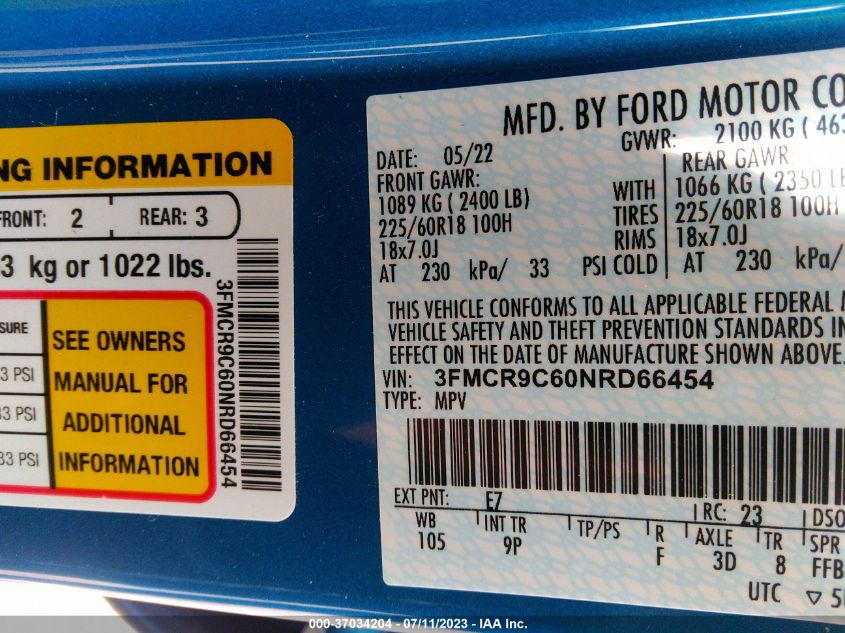 NG INFORMATION
FRONT: 2 REAR: 3
3 kg or 1022 lbs.
SURE
3 PSI
33 PSI
33 PSI
SEE OWNERS
MANUAL FOR
ADDITIONAL
INFORMATION
3FMCR9C60NRD66454
MFD. BY FORD MOTOR CO
DATE: 05/22 GVWR: 2100 KG ( 463
FRONT GAWR: REAR GAWR:
1089 KG ( 2400 LB) WITH 1066 KG ( 2350 LB
225/60R18 100H TIRES 225/60R18 100H
18x7.0J RIMS 18x7.0J
AT 230 kPa/ 33 PSI COLD AT 230 kPa/
THIS VEHICLE CONFORMS TO ALL APPLICABLE FEDERAL M
VEHICLE SAFETY AND THEFT PREVENTION STANDARDS IN
EFFECT ON THE DATE OF MANUFACTURE SHOWN ABOVE.
VIN: 3FMCR9C60NRD66454
TYPE: MPV
EXT PNT: E7 RC: 23 DSO
WB INT TR TP/PS R AXLE TR SPR
105 9P F 3D 8 FFB
UTC ▽ 5
000-37034204 - 07/11/2023 - IAA Inc.